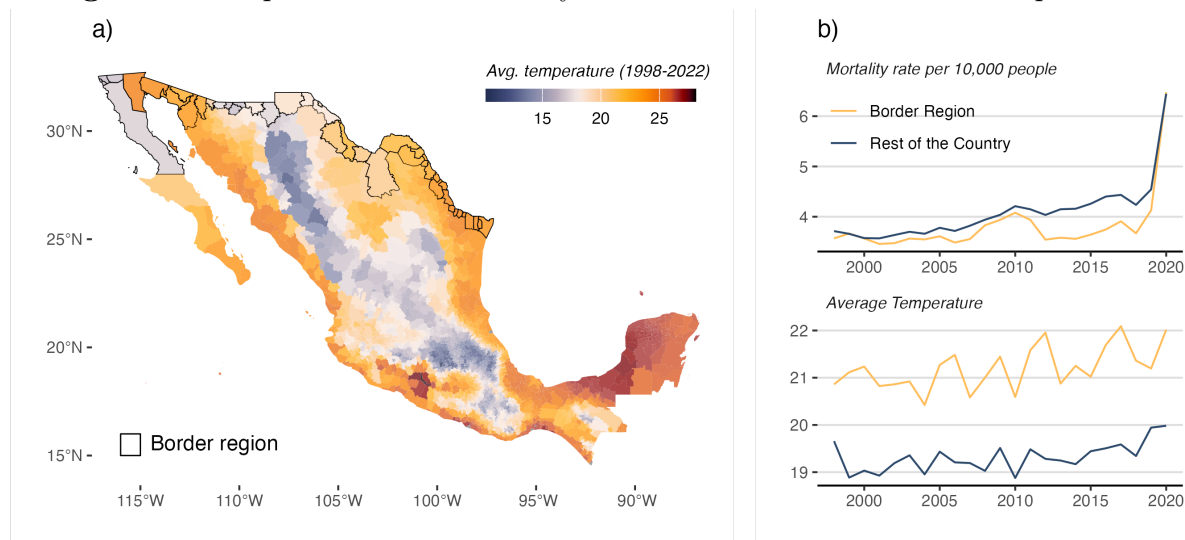 a)
Avg. temperature (1998-2022)
15 20 25
30°N
25°N
20°N
15°N
Border region
115°W 110°W 105°W 100°W 95°W 90°W
b)
Mortality rate per 10,000 people
Border Region
Rest of the Country
6
5
4
2000 2005 2010 2015 2020
Average Temperature
22
21
20
19
2000 2005 2010 2015 2020